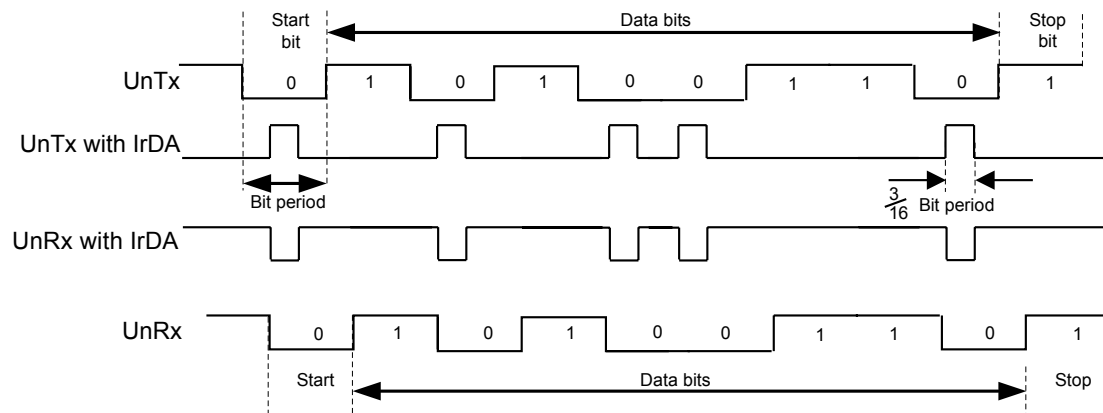 Start
bit
Data bits
Stop
bit
UnTx
0 1 0 1 0 0 1 1 0 1
UnTx with IrDA
Bit period
3/16 Bit period
UnRx with IrDA
UnRx
0 1 0 1 0 0 1 1 0 1
Start
Data bits
Stop